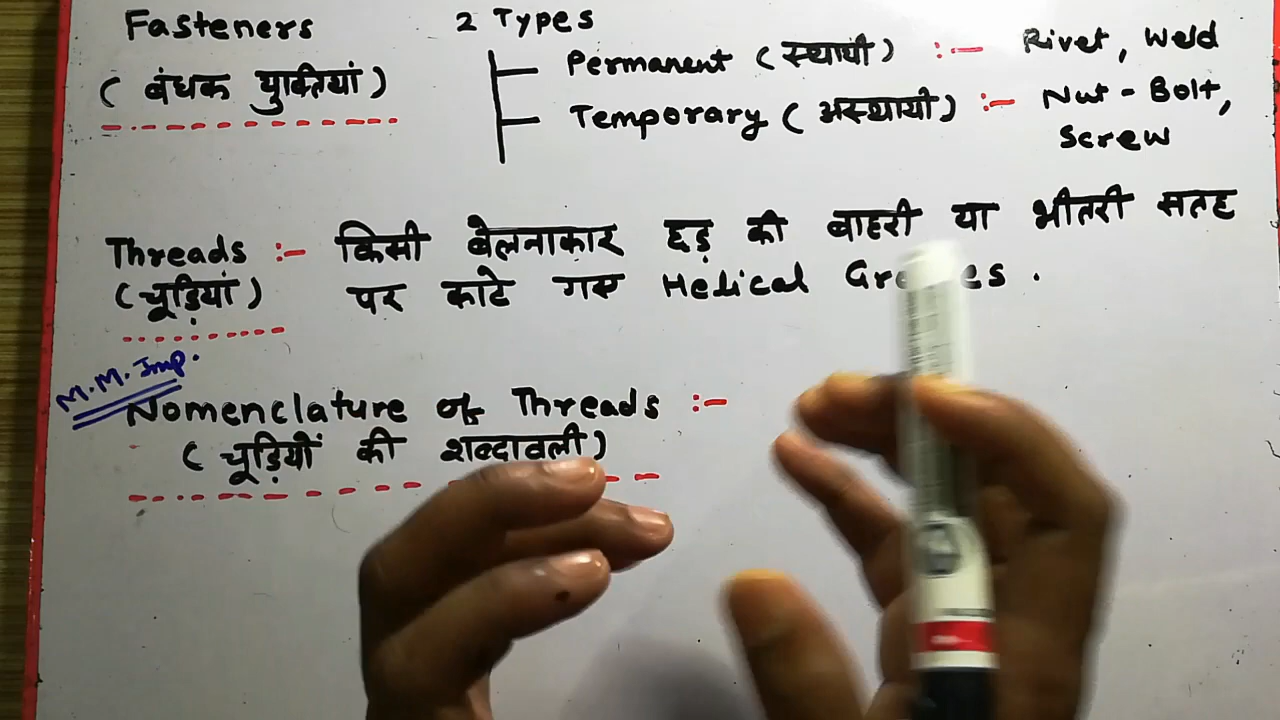 Fasteners
(बंधक युक्तियां)
2 Types
Permanent (स्थायी) :- Rivet, Weld
Temporary (अस्थायी) :- Nut - Bolt,
Screw
Threads :- किसी बेलनाकार छड़ की बाहरी या भीतरी सतह
(चूड़ियां) पर काटे गए Helical
M.M. Imp.
Nomenclature of Threads :-
(चूड़ियों की शब्दावली)